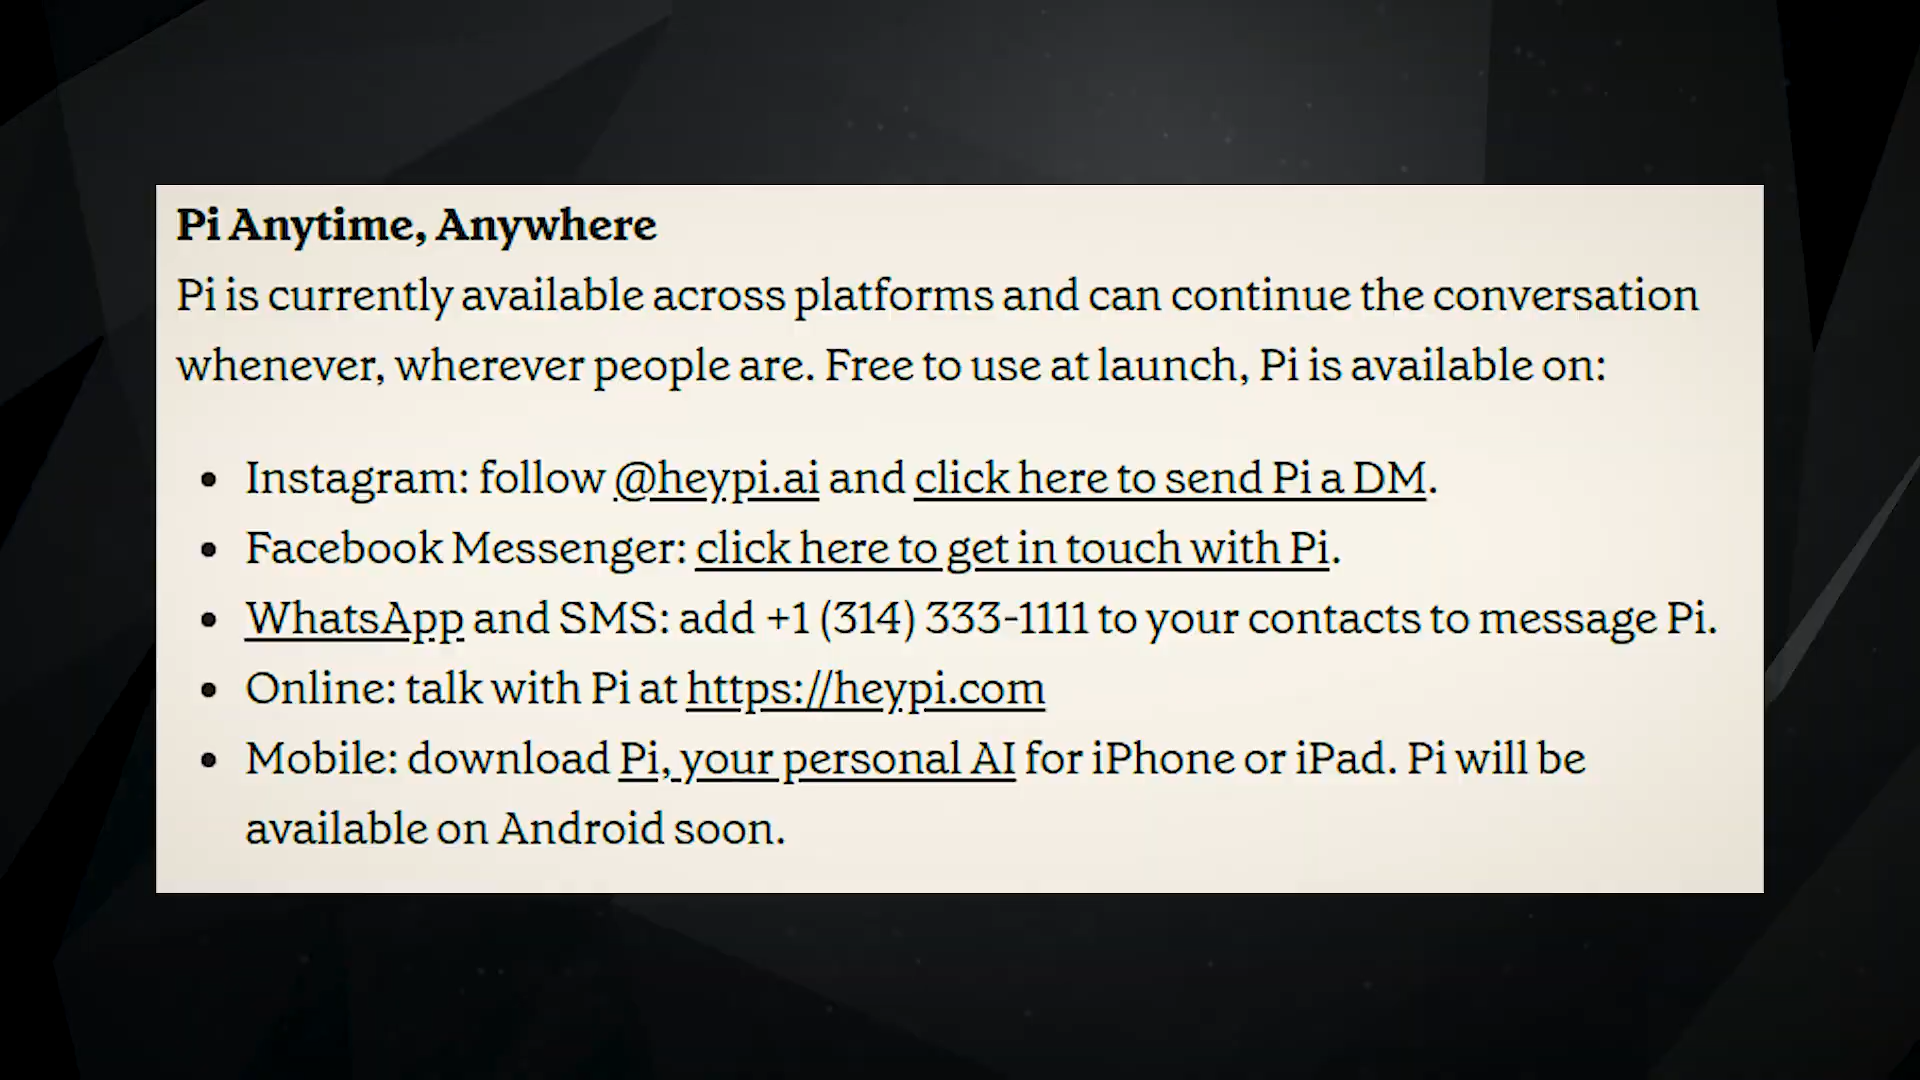 Pi Anytime, Anywhere
Pi is currently available across platforms and can continue the conversation
whenever, wherever people are. Free to use at launch, Pi is available on:
• Instagram: follow @heypi.ai and click here to send Pi a DM.
• Facebook Messenger: click here to get in touch with Pi.
• WhatsApp and SMS: add +1 (314) 333-1111 to your contacts to message Pi.
• Online: talk with Pi at https://heypi.com
• Mobile: download Pi, your personal AI for iPhone or iPad. Pi will be
available on Android soon.